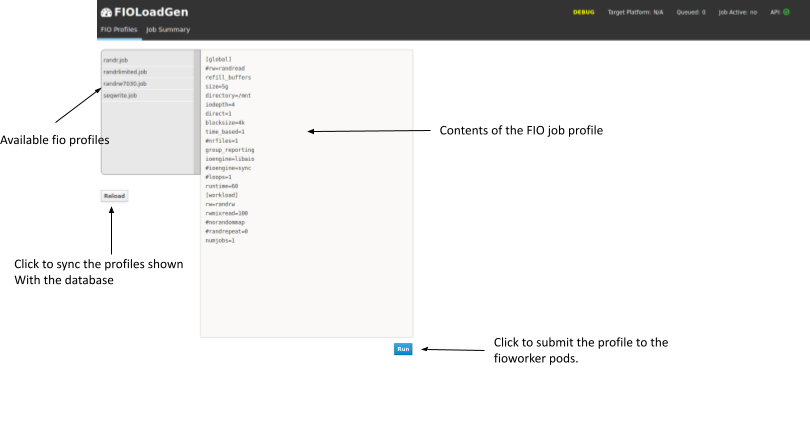 FIOLoadGen
DEBUG Target Platform: N/A Queued: 0 Job Active: no API:
FIO Profiles Job Summary
randr.job
randrlimited.job
randrw7030.job
seqwrite.job
[global]
#rw=randread
refill_buffers
size=5g
directory=/mnt
iodepth=4
direct=1
blocksize=4k
time_based=1
#nrfiles=1
group_reporting
ioengine=libaio
#ioengine=sync
#loops=1
runtime=60
[workload]
rw=randrw
rwmixread=100
#norandommap
#randrepeat=0
numjobs=1
Contents of the FIO job profile
Available fio profiles
Reload
Click to sync the profiles shown
With the database
Run
Click to submit the profile to the
fioworker pods.